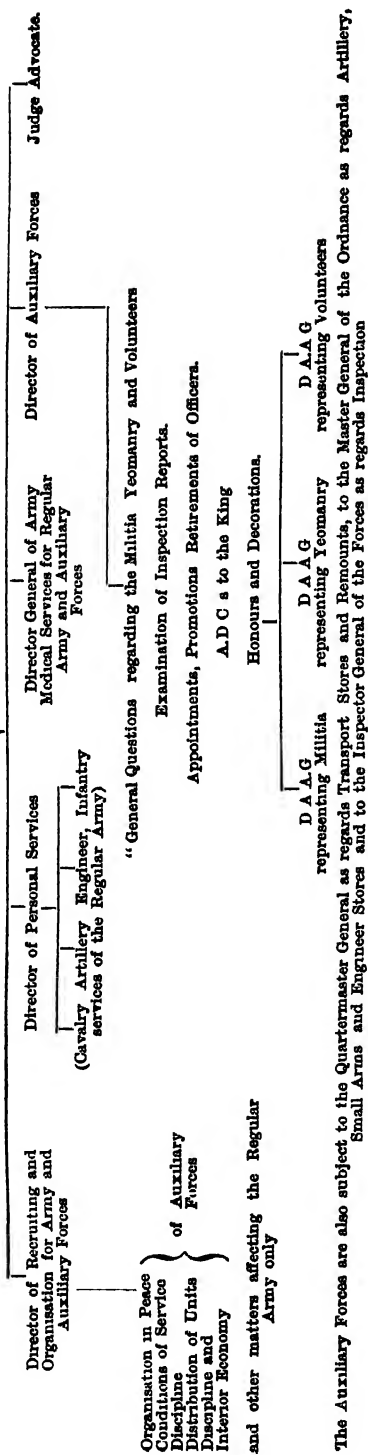 Director of Recruiting and
Organisation for Army and
Auxiliary Forces
Director of Personal Services
Director General of Army
Medical Services for Regular
Army and Auxiliary
Forces
Director of Auxiliary Forces
Judge Advocate.
(Cavalry Artillery Engineer, Infantry
services of the Regular Army)
Organisation in Peace
Conditions of Service
Discipline
Distribution of Units
Discipline and
Interior Economy
of Auxiliary
Forces
and other matters affecting the Regular
Army only
"General Questions regarding the Militia Yeomanry and Volunteers
Examination of Inspection Reports.
Appointments, Promotions Retirements of Officers.
A.D C s to the King
Honours and Decorations.
D A A G
representing Militia
D A A G
representing Yeomanry
D A.A G
representing Volunteers
The Auxiliary Forces are also subject to the Quartermaster General as regards Transport Stores and Remounts, to the Master General of the Ordnance as regards Artillery,
Small Arms and Engineer Stores and to the Inspector General of the Forces as regards Inspection